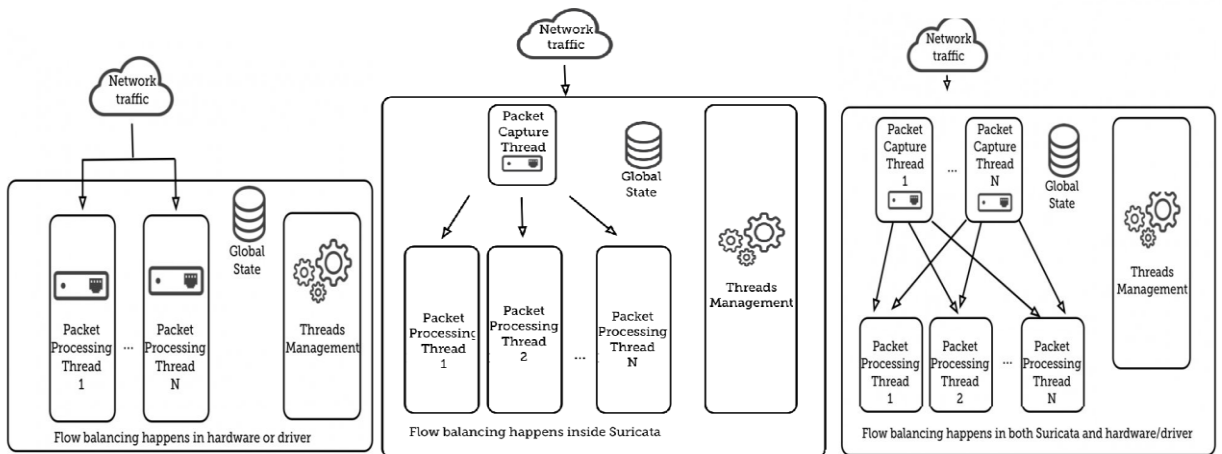 Network
traffic
Global
State
Packet
Processing
Thread
1
...
Packet
Processing
Thread
N
Threads
Management
Flow balancing happens in hardware or driver
Network
traffic
Packet
Capture
Thread
Global
State
Threads
Management
Packet
Processing
Thread
1
Packet
Processing
Thread
2
...
Packet
Processing
Thread
N
Flow balancing happens inside Suricata
Network
traffic
Packet
Capture
Thread
1
...
Packet
Capture
Thread
N
Global
State
Threads
Management
Packet
Processing
Thread
1
Packet
Processing
Thread
2
...
Packet
Processing
Thread
N
Flow balancing happens in both Suricata and hardware/driver